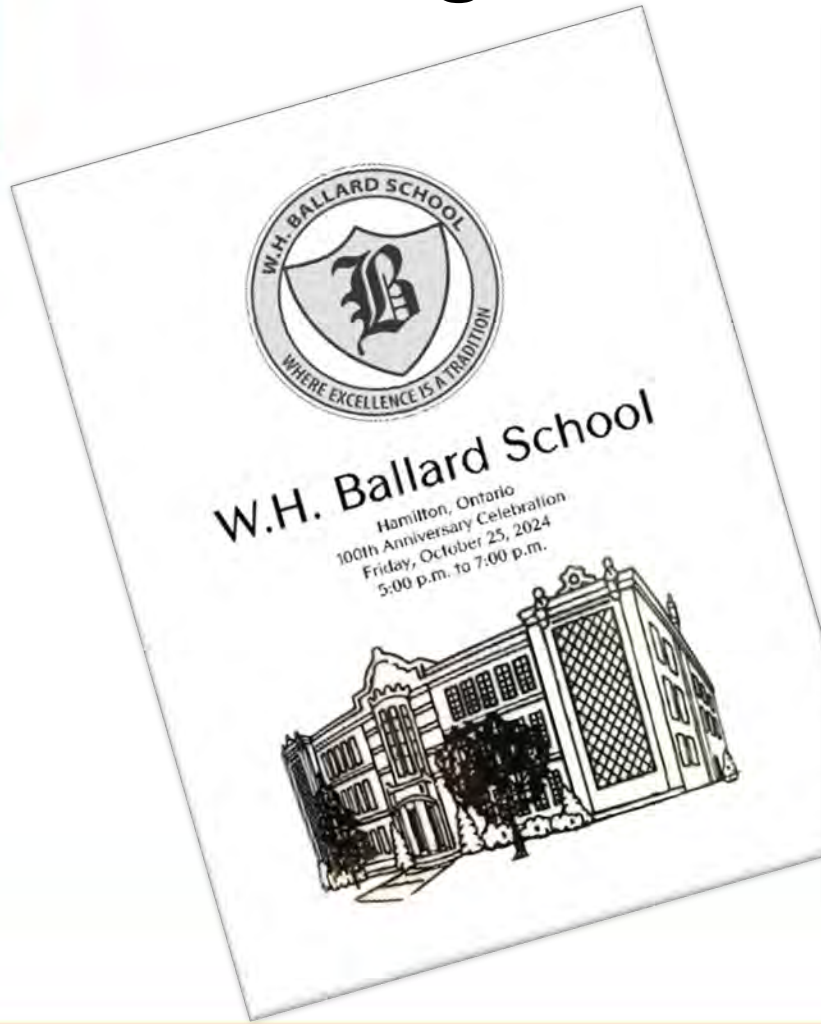 W.H. BALLARD SCHOOL
B
WHERE EXCELLENCE IS A TRADITION
W.H. Ballard School
Hamilton, Ontario
100th Anniversary Celebration
Friday, October 25, 2024
5:00 p.m. to 7:00 p.m.